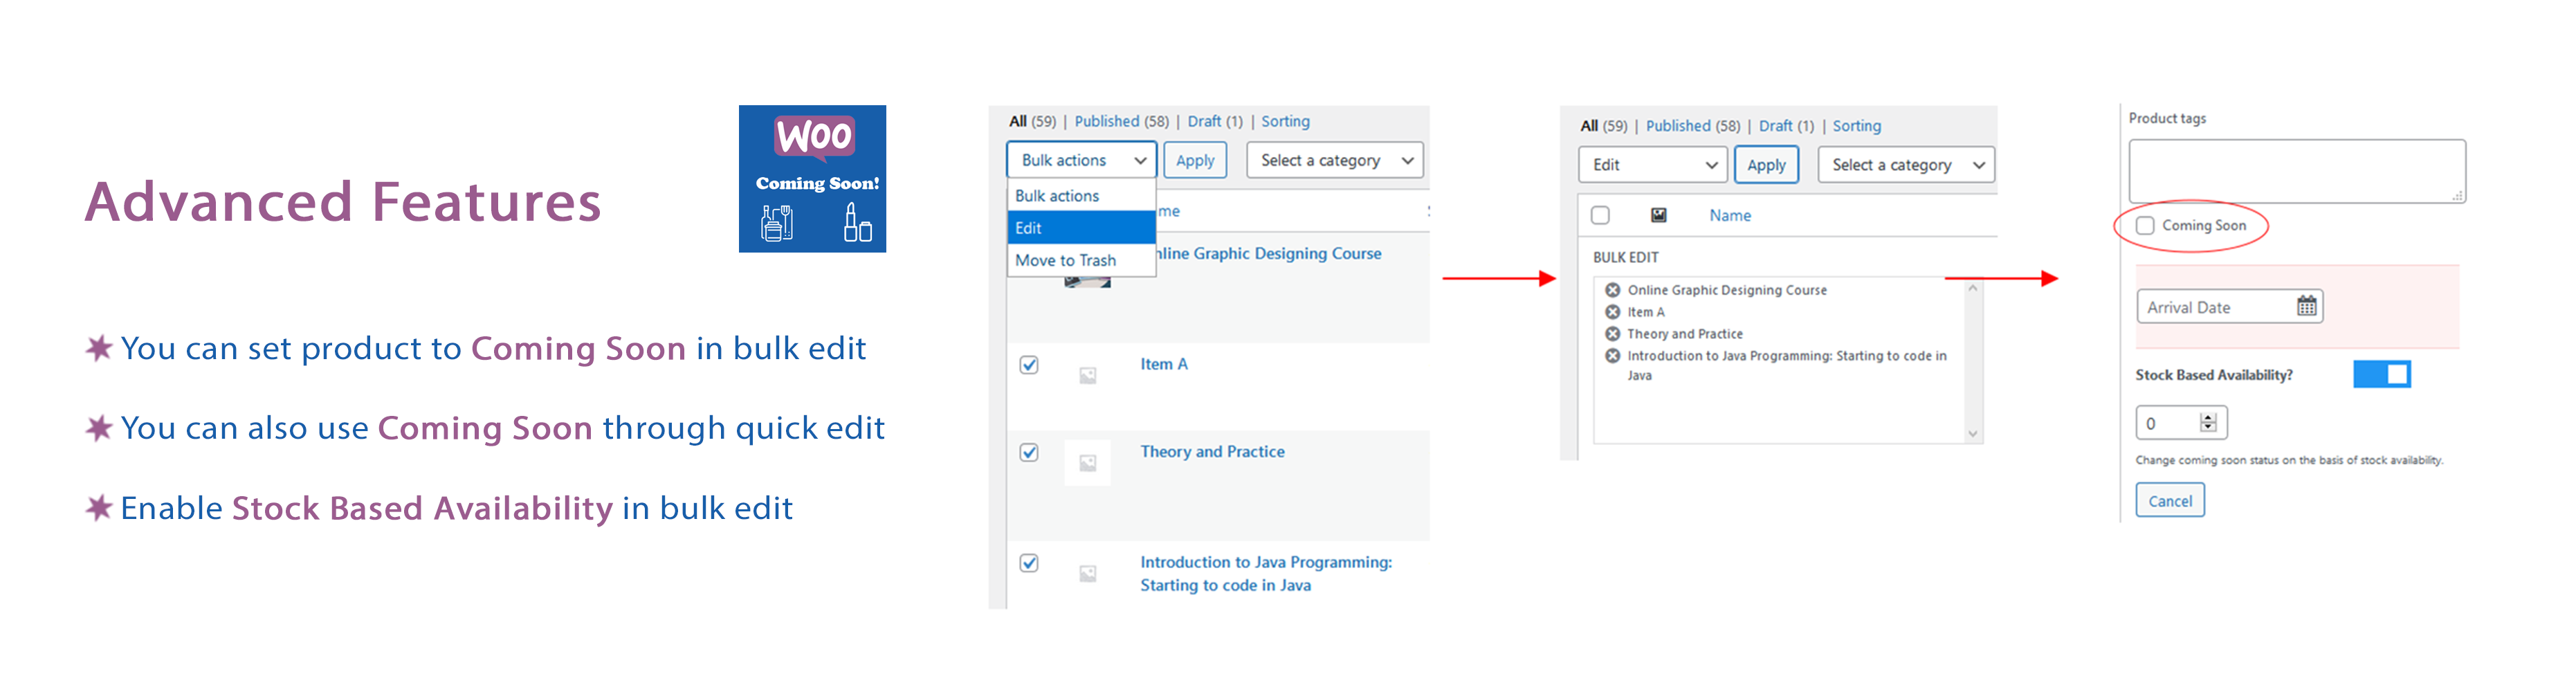 Advanced Features
WOO
Coming Soon!
You can set product to Coming Soon in bulk edit
You can also use Coming Soon through quick edit
Enable Stock Based Availability in bulk edit
All (59) | Published (58) | Draft (1) | Sorting
Bulk actions
Apply
Select a category
Bulk actions
Edit
Move to Trash
me
nline Graphic Designing Course
Item A
Theory and Practice
Introduction to Java Programming:
Starting to code in Java
All (59) | Published (58) | Draft (1) | Sorting
Edit
Apply
Select a category
Name
BULK EDIT
Online Graphic Designing Course
Item A
Theory and Practice
Introduction to Java Programming: Starting to code in
Java
Product tags
Coming Soon
Arrival Date
Stock Based Availability?
0
Change coming soon status on the basis of stock availability.
Cancel